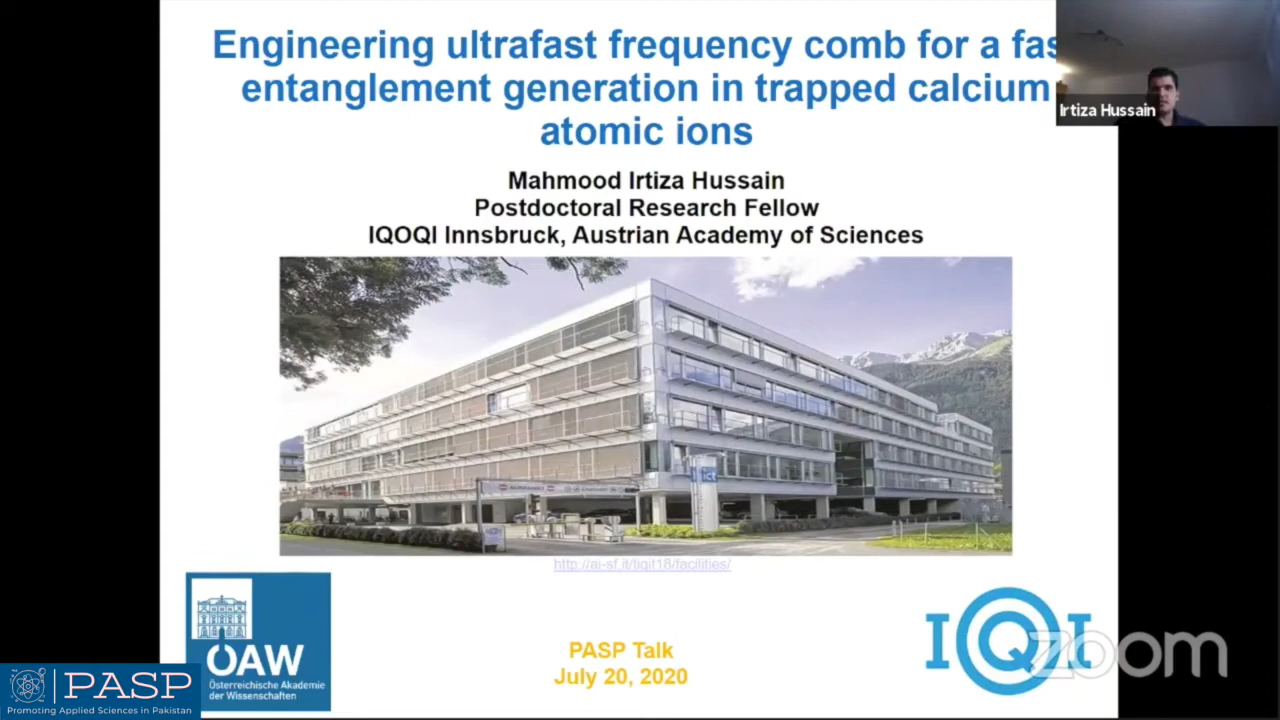 Engineering ultrafast frequency comb for a fas
entanglement generation in trapped calcium
atomic ions
Irtiza Hussain
Mahmood Irtiza Hussain
Postdoctoral Research Fellow
IQOQI Innsbruck, Austrian Academy of Sciences
ict
http://ai-sf.it/tiqit18/facilities/
ÖAW
Österreichische Akademie
der Wissenschaften
PASP Talk
July 20, 2020
IQI
zoom
PASP
Promoting Applied Sciences in Pakistan